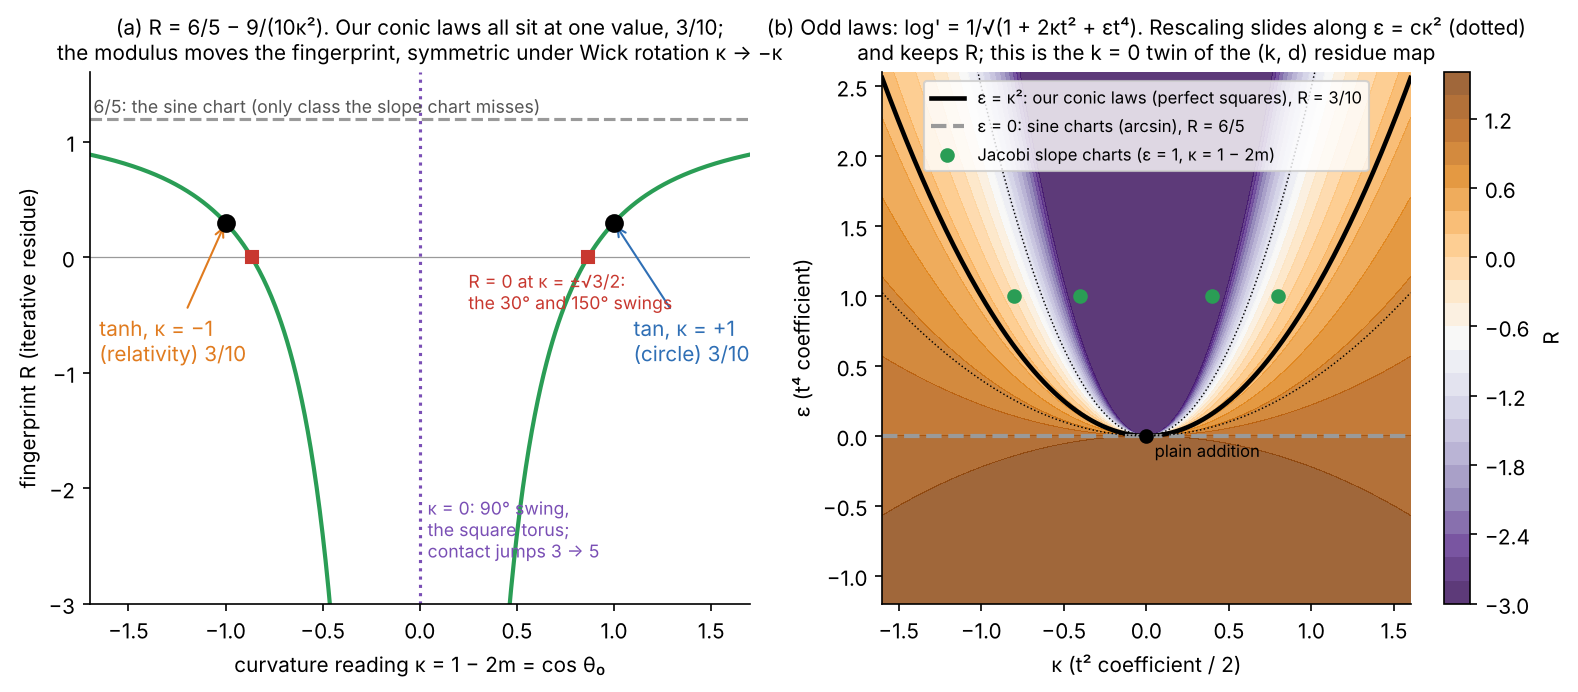 (a) R = 6/5 − 9/(10κ²). Our conic laws all sit at one value, 3/10;
the modulus moves the fingerprint, symmetric under Wick rotation κ → −κ
6/5: the sine chart (only class the slope chart misses)
R = 0 at κ = ±√3/2:
the 30° and 150° swings
tanh, κ = −1
(relativity) 3/10
tan, κ = +1
(circle) 3/10
κ = 0: 90° swing,
the square torus;
contact jumps 3 → 5
fingerprint R (iterative residue)
1
0
−1
−2
−3
−1.5
−1.0
−0.5
0.0
0.5
1.0
1.5
curvature reading κ = 1 − 2m = cos θ₀
(b) Odd laws: log' = 1/√(1 + 2κt² + εt⁴). Rescaling slides along ε = cκ² (dotted)
and keeps R; this is the k = 0 twin of the (k, d) residue map
ε = κ²: our conic laws (perfect squares), R = 3/10
ε = 0: sine charts (arcsin), R = 6/5
Jacobi slope charts (ε = 1, κ = 1 − 2m)
plain addition
ε (t⁴ coefficient)
2.5
2.0
1.5
1.0
0.5
0.0
−0.5
−1.0
−1.5
−1.0
−0.5
0.0
0.5
1.0
1.5
κ (t² coefficient / 2)
1.2
0.6
0.0
−0.6
−1.2
−1.8
−2.4
−3.0
R